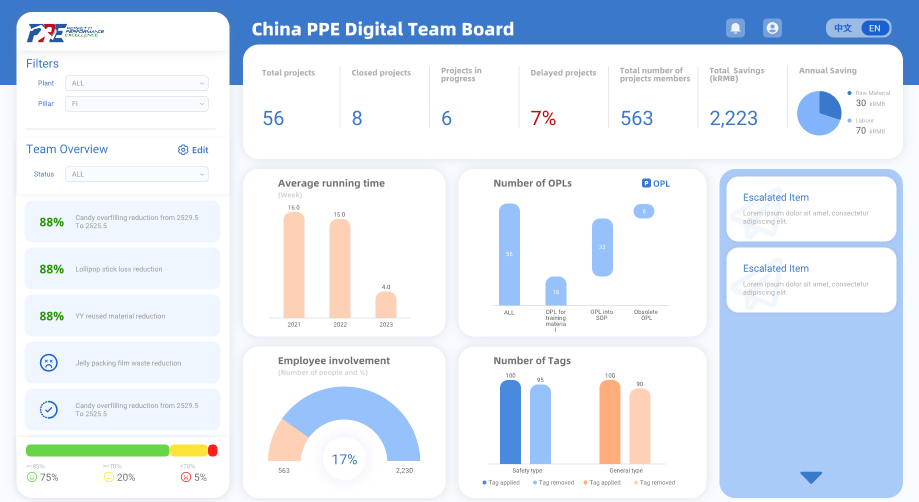 PPE
PERFETTI
PERFORMANCE
EXCELLENCE
China PPE Digital Team Board
中文
EN
Filters
Plant
ALL
Pillar
FI
Team Overview
Edit
Status
ALL
88%
Candy overfilling reduction from 2529.5
To 2525.5
88%
Lollipop stick loss reduction
88%
YY reused material reduction
Jelly packing film waste reduction
Candy overfilling reduction from 2529.5
To 2525.5
>=85%
75%
>=70%
20%
<70%
5%
Total projects
56
Closed projects
8
Projects in
progress
6
Delayed projects
7%
Total number of
projects members
563
Total Savings
(kRMB)
2,223
Annual Saving
Raw Material
30 kRMB
Labour
70 kRMB
Average running time
(Week)
16.0
15.0
4.0
2021
2022
2023
Number of OPLs
P OPL
56
16
32
8
ALL
OPL for
training
materia
l
OPL into
SOP
Obsolete
OPL
Employee involvement
(Number of people and %)
17%
563
2,230
Number of Tags
100
95
100
90
Safety type
General type
Tag applied
Tag removed
Tag applied
Tag removed
Escalated Item
Lorem ipsum dolor sit amet, consectetur
adipiscing elit.
Escalated Item
Lorem ipsum dolor sit amet, consectetur
adipiscing elit.